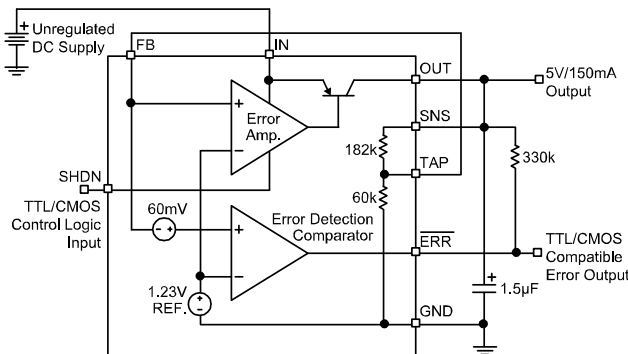 Unregulated
DC Supply
FB
IN
OUT
5V/150mA
Output
Error
Amp.
SNS
182k
330k
TAP
SHDN
TTL/CMOS
Control Logic
Input
60mV
60k
Error Detection
Comparator
ERR
TTL/CMOS
Compatible
Error Output
1.23V
REF.
1.5µF
GND
+
+
−
− +
+
−
+
−
+